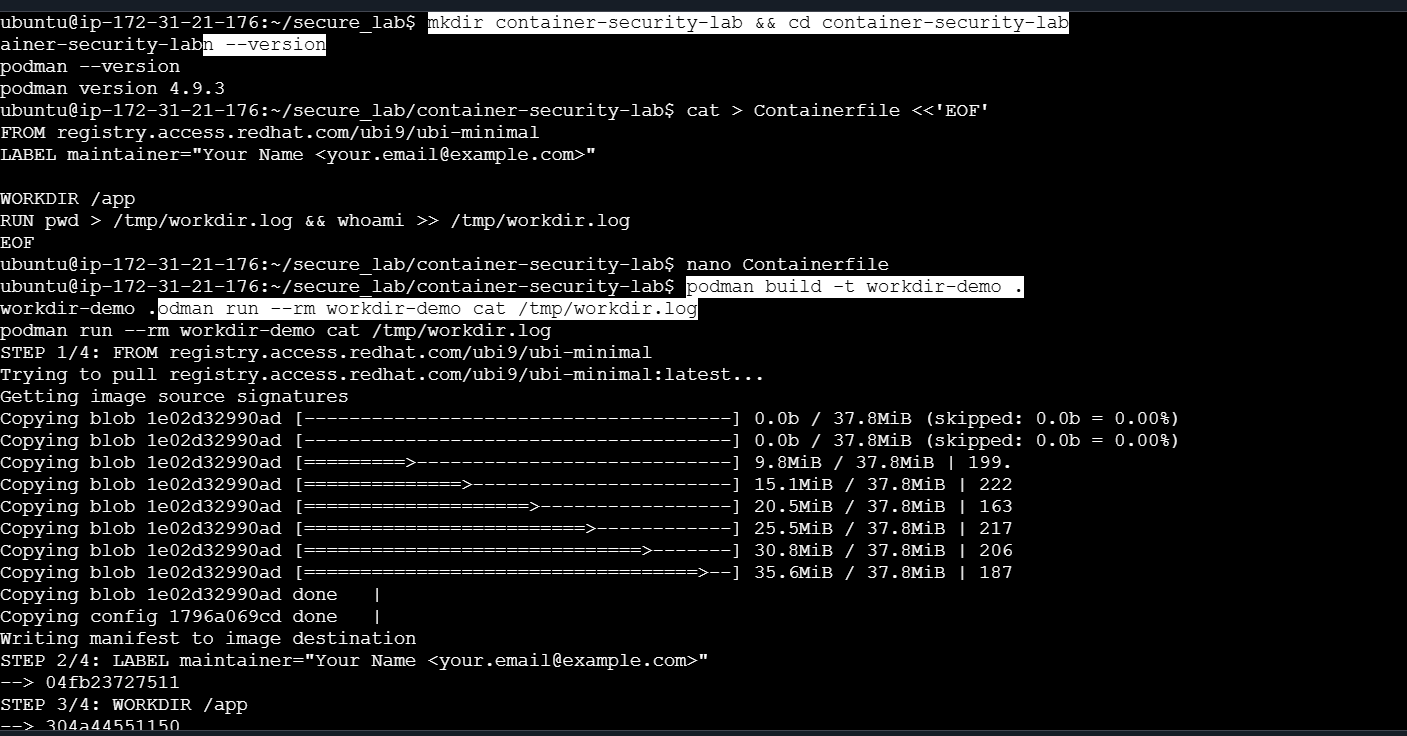 ubuntu@ip-172-31-21-176:~/secure_lab$ mkdir container-security-lab && cd container-security-lab
ainer-security-labn --version
podman --version
podman version 4.9.3
ubuntu@ip-172-31-21-176:~/secure_lab/container-security-lab$ cat > Containerfile <<'EOF'
FROM registry.access.redhat.com/ubi9/ubi-minimal
LABEL maintainer="Your Name <your.email@example.com>"
WORKDIR /app
RUN pwd > /tmp/workdir.log && whoami >> /tmp/workdir.log
EOF
ubuntu@ip-172-31-21-176:~/secure_lab/container-security-lab$ nano Containerfile
ubuntu@ip-172-31-21-176:~/secure_lab/container-security-lab$ podman build -t workdir-demo .
workdir-demo .odman run --rm workdir-demo cat /tmp/workdir.log
podman run --rm workdir-demo cat /tmp/workdir.log
STEP 1/4: FROM registry.access.redhat.com/ubi9/ubi-minimal
Trying to pull registry.access.redhat.com/ubi9/ubi-minimal:latest...
Getting image source signatures
Copying blob 1e02d32990ad [--------------------------------------] 0.0b / 37.8MiB (skipped: 0.0b = 0.00%)
Copying blob 1e02d32990ad [--------------------------------------] 0.0b / 37.8MiB (skipped: 0.0b = 0.00%)
Copying blob 1e02d32990ad [=========>----------------------------] 9.8MiB / 37.8MiB | 199.
Copying blob 1e02d32990ad [==============>-----------------------] 15.1MiB / 37.8MiB | 222
Copying blob 1e02d32990ad [====================>-----------------] 20.5MiB / 37.8MiB | 163
Copying blob 1e02d32990ad [=========================>------------] 25.5MiB / 37.8MiB | 217
Copying blob 1e02d32990ad [==============================>-------] 30.8MiB / 37.8MiB | 206
Copying blob 1e02d32990ad [===================================>--] 35.6MiB / 37.8MiB | 187
Copying blob 1e02d32990ad done   |
Copying config 1796a069cd done   |
Writing manifest to image destination
STEP 2/4: LABEL maintainer="Your Name <your.email@example.com>"
--> 04fb23727511
STEP 3/4: WORKDIR /app
--> 304a44551150